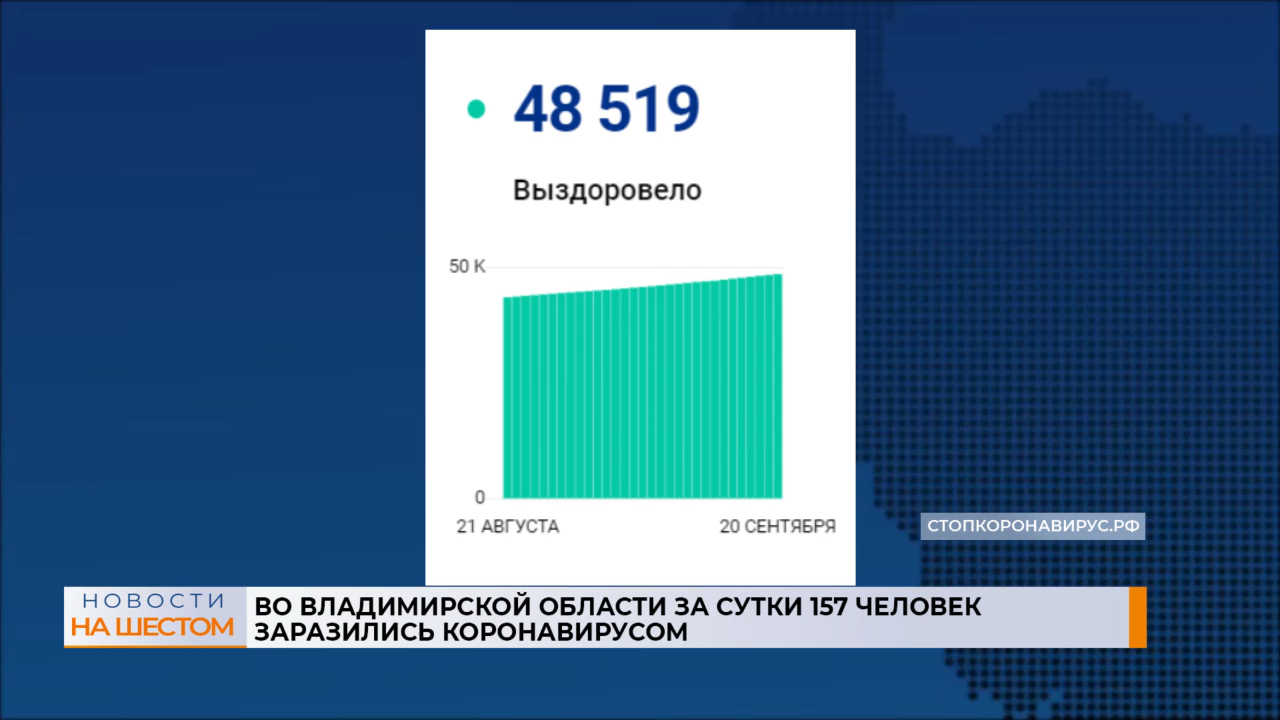 48 519
Выздоровело
50 K
0
21 АВГУСТА
20 СЕНТЯБРЯ
СТОПКОРОНАВИРУС.РФ
НОВОСТИ
НА ШЕСТОМ
ВО ВЛАДИМИРСКОЙ ОБЛАСТИ ЗА СУТКИ 157 ЧЕЛОВЕК
ЗАРАЗИЛИСЬ КОРОНАВИРУСОМ